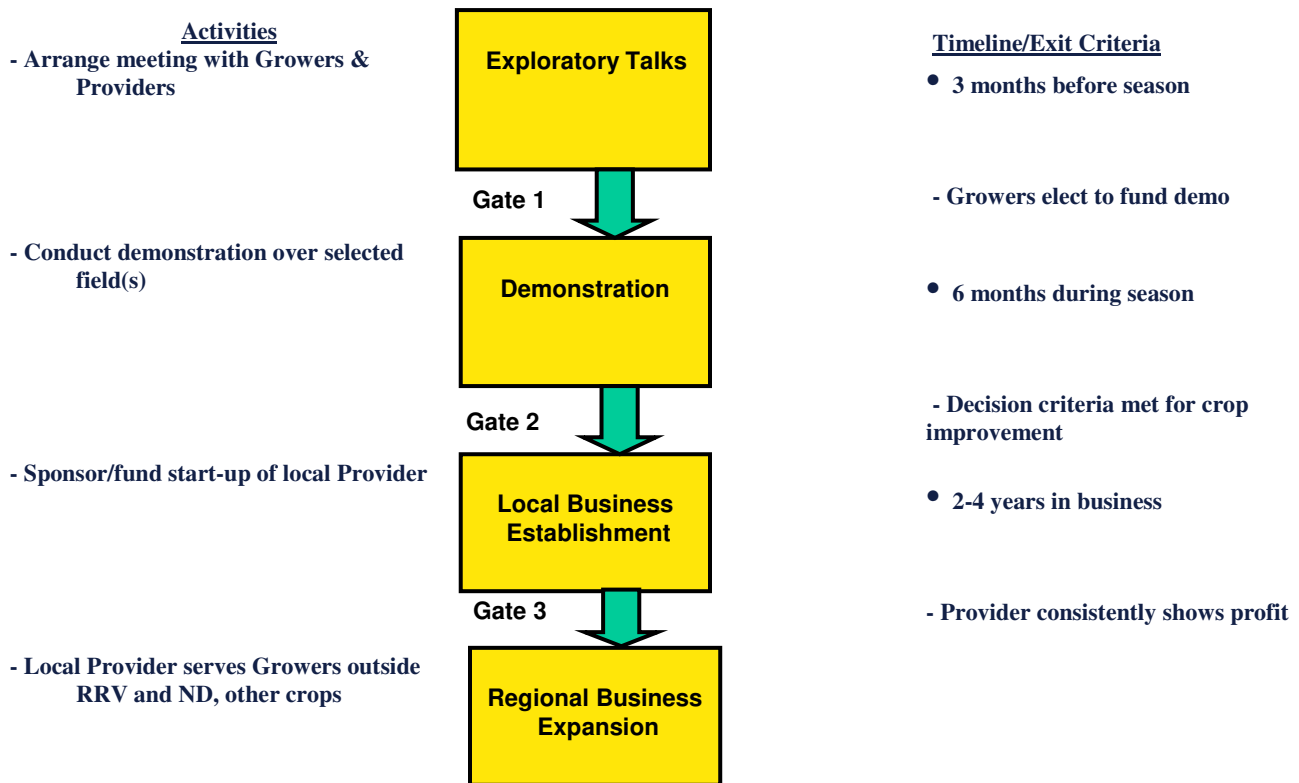 Activities
- Arrange meeting with Growers &
Providers
Exploratory Talks
Timeline/Exit Criteria
• 3 months before season
Gate 1
- Growers elect to fund demo
- Conduct demonstration over selected
field(s)
Demonstration
• 6 months during season
Gate 2
- Decision criteria met for crop
improvement
- Sponsor/fund start-up of local Provider
Local Business
Establishment
• 2-4 years in business
Gate 3
- Provider consistently shows profit
- Local Provider serves Growers outside
RRV and ND, other crops
Regional Business
Expansion